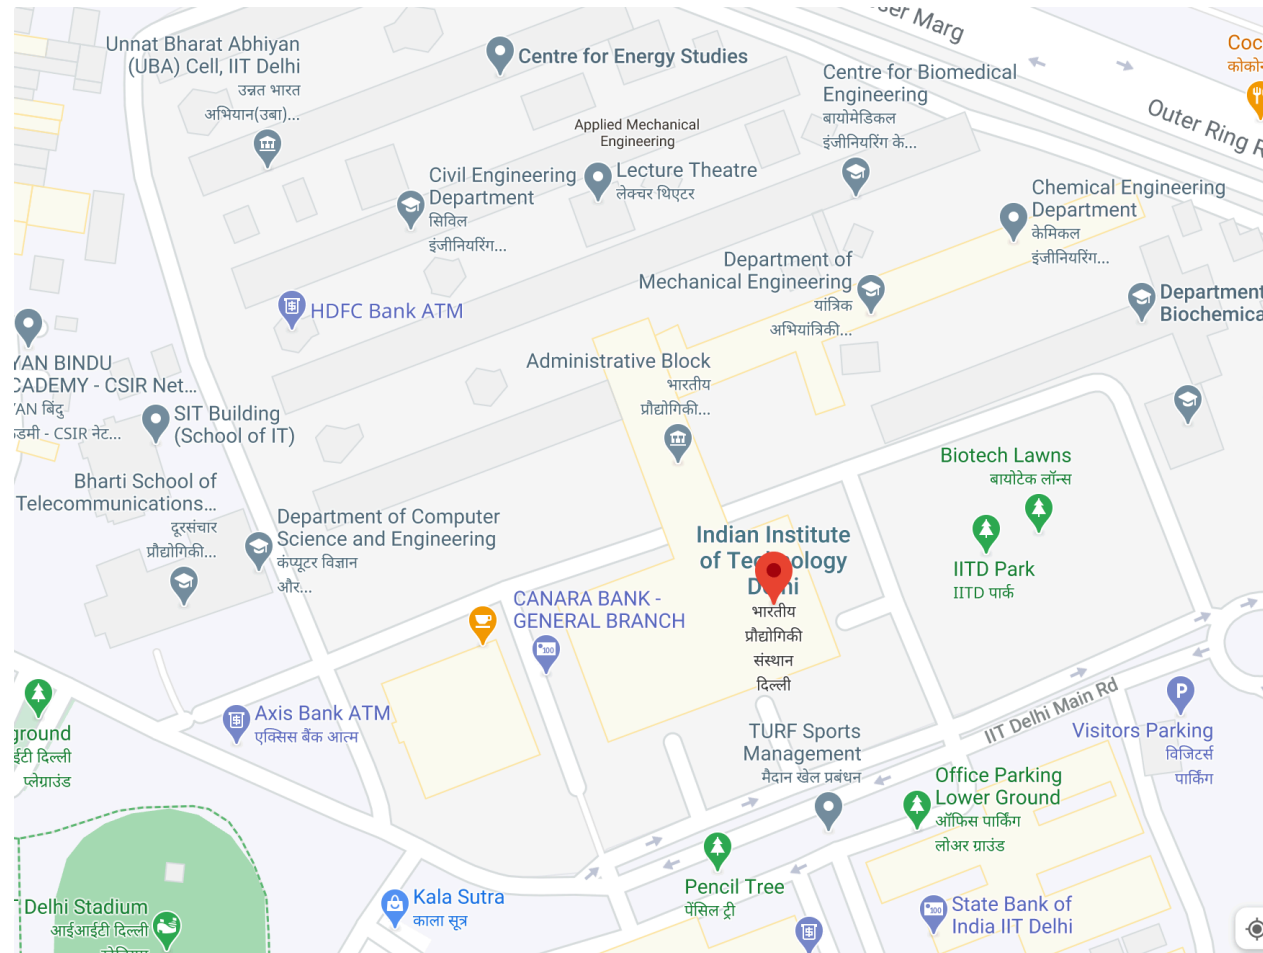 Unnat Bharat Abhiyan
(UBA) Cell, IIT Delhi
उन्नत भारत
अभियान(उबा)...
Centre for Energy Studies
Marg
Outer Ring
Centre for Biomedical
Engineering
बायोमेडिकल
इंजीनियरिंग के...
Applied Mechanical
Engineering
Lecture Theatre
लेक्चर थिएटर
Civil Engineering
Department
सिविल
इंजीनियरिंग...
Chemical Engineering
Department
केमिकल
इंजीनियरिंग...
Department of
Mechanical Engineering
यांत्रिक
अभियांत्रिकी...
Department
HDFC Bank ATM
BINDU
- CSIR Net...
बिंदु
- CSIR नेट...
Administrative Block
भारतीय
प्रौद्योगिकी...
SIT Building
(School of IT)
Bharti School of
Telecommunications...
दूरसंचार
प्रौद्योगिकी...
Department of Computer
Science and Engineering
कंप्यूटर विज्ञान
और...
Biotech Lawns
बायोटेक लॉन्स
IITD Park
IITD पार्क
Indian Institute
of Technology
Delhi
भारतीय
प्रौद्योगिकी
संस्थान
दिल्ली
CANARA BANK -
GENERAL BRANCH
Axis Bank ATM
एक्सिस बैंक आत्म
दिल्ली
प्लेग्राउंड
IIT Delhi Main Rd
Visitors Parking
विजिटर्स
पार्किंग
TURF Sports
Management
मैदान खेल प्रबंधन
Office Parking
Lower Ground
ऑफिस पार्किंग
लोअर ग्राउंड
Pencil Tree
पेंसिल ट्री
Kala Sutra
काला सूत्र
Delhi Stadium
आईआईटी दिल्ली
State Bank of
India IIT Delhi